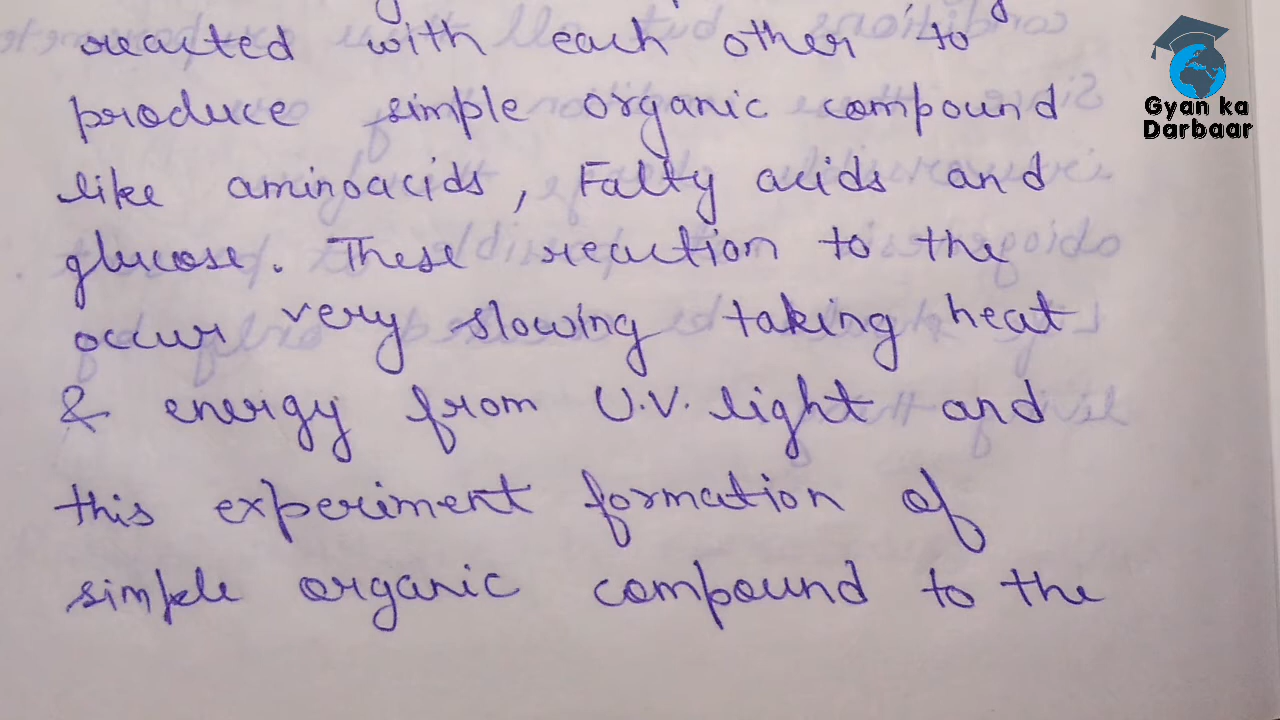 reacted with each other to
produce simple organic compound
like aminoacids, Fatty acids and
glucose. These reaction to the
occur very slowing taking heat
& energy from U.V. light and
this experiment formation of
simple organic compound to the
Gyan ka
Darbaar